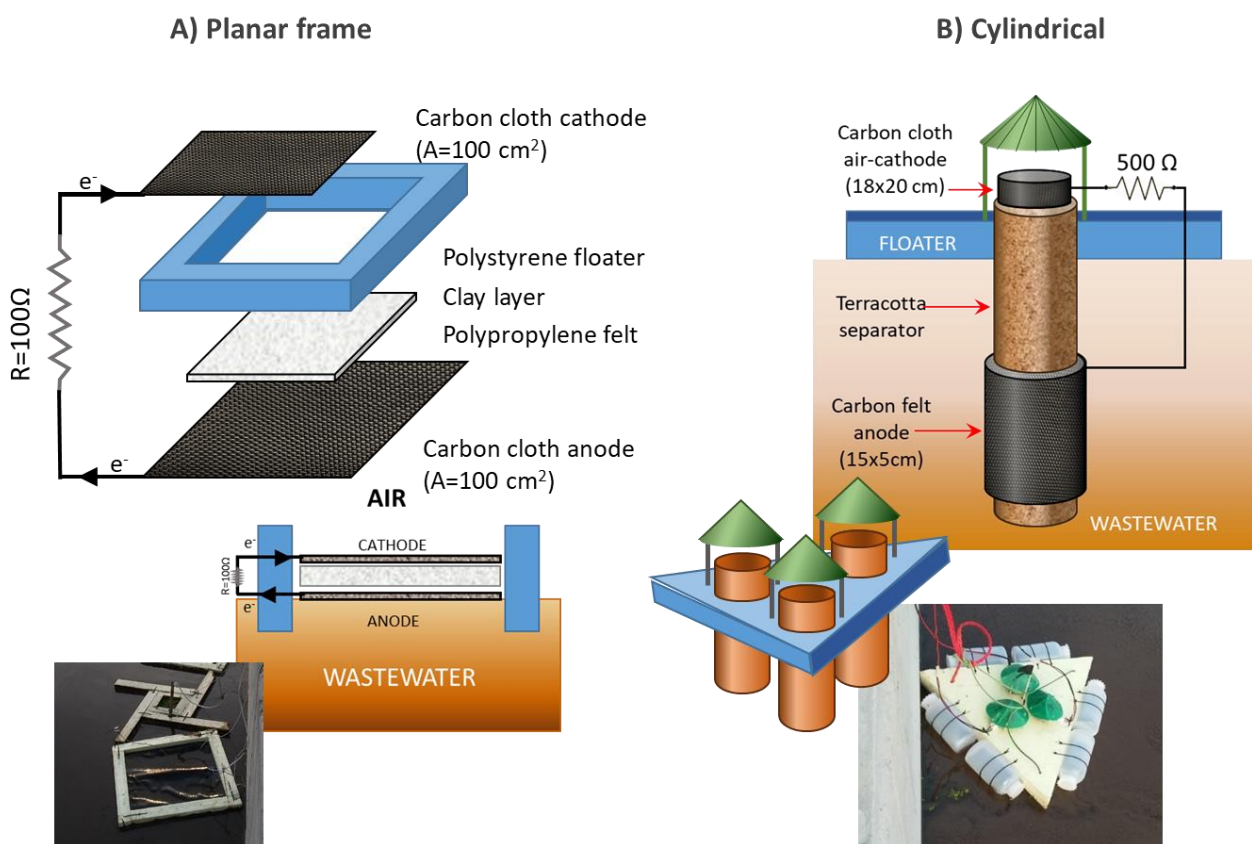 A) Planar frame
Carbon cloth cathode
(A=100 cm²)
e⁻
R=100Ω
Polystyrene floater
Clay layer
Polypropylene felt
e⁻
Carbon cloth anode
(A=100 cm²)
AIR
e⁻
CATHODE
R=100Ω
e⁻
ANODE
WASTEWATER
B) Cylindrical
Carbon cloth
air-cathode
(18x20 cm)
500 Ω
FLOATER
Terracotta
separator
Carbon felt
anode
(15x5cm)
WASTEWATER